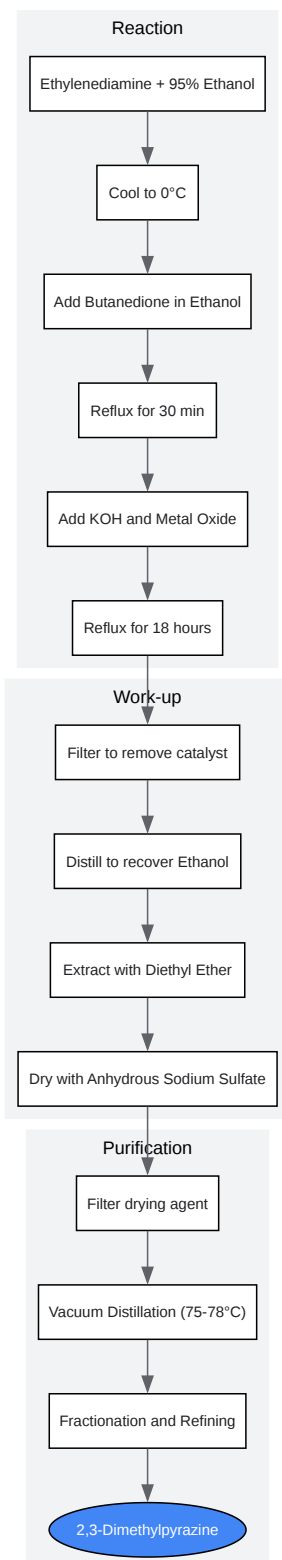 Reaction
Ethylenediamine + 95% Ethanol
Cool to 0°C
Add Butanedione in Ethanol
Reflux for 30 min
Add KOH and Metal Oxide
Reflux for 18 hours
Work-up
Filter to remove catalyst
Distill to recover Ethanol
Extract with Diethyl Ether
Dry with Anhydrous Sodium Sulfate
Purification
Filter drying agent
Vacuum Distillation (75-78°C)
Fractionation and Refining
2,3-Dimethylpyrazine